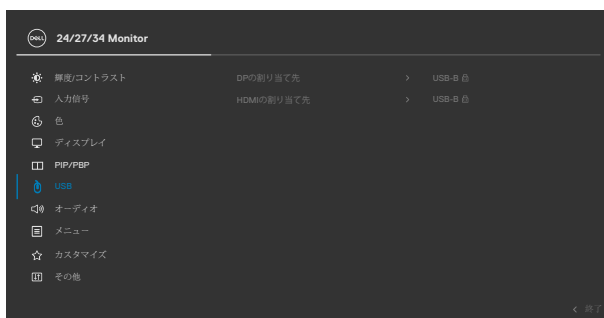 DELL 24/27/34 Monitor
輝度/コントラスト DPの割り当て先 > USB-B
入力信号 HDMIの割り当て先 > USB-B
色
ディスプレイ
PIP/PBP
USB
オーディオ
メニュー
カスタマイズ
その他
< 終了